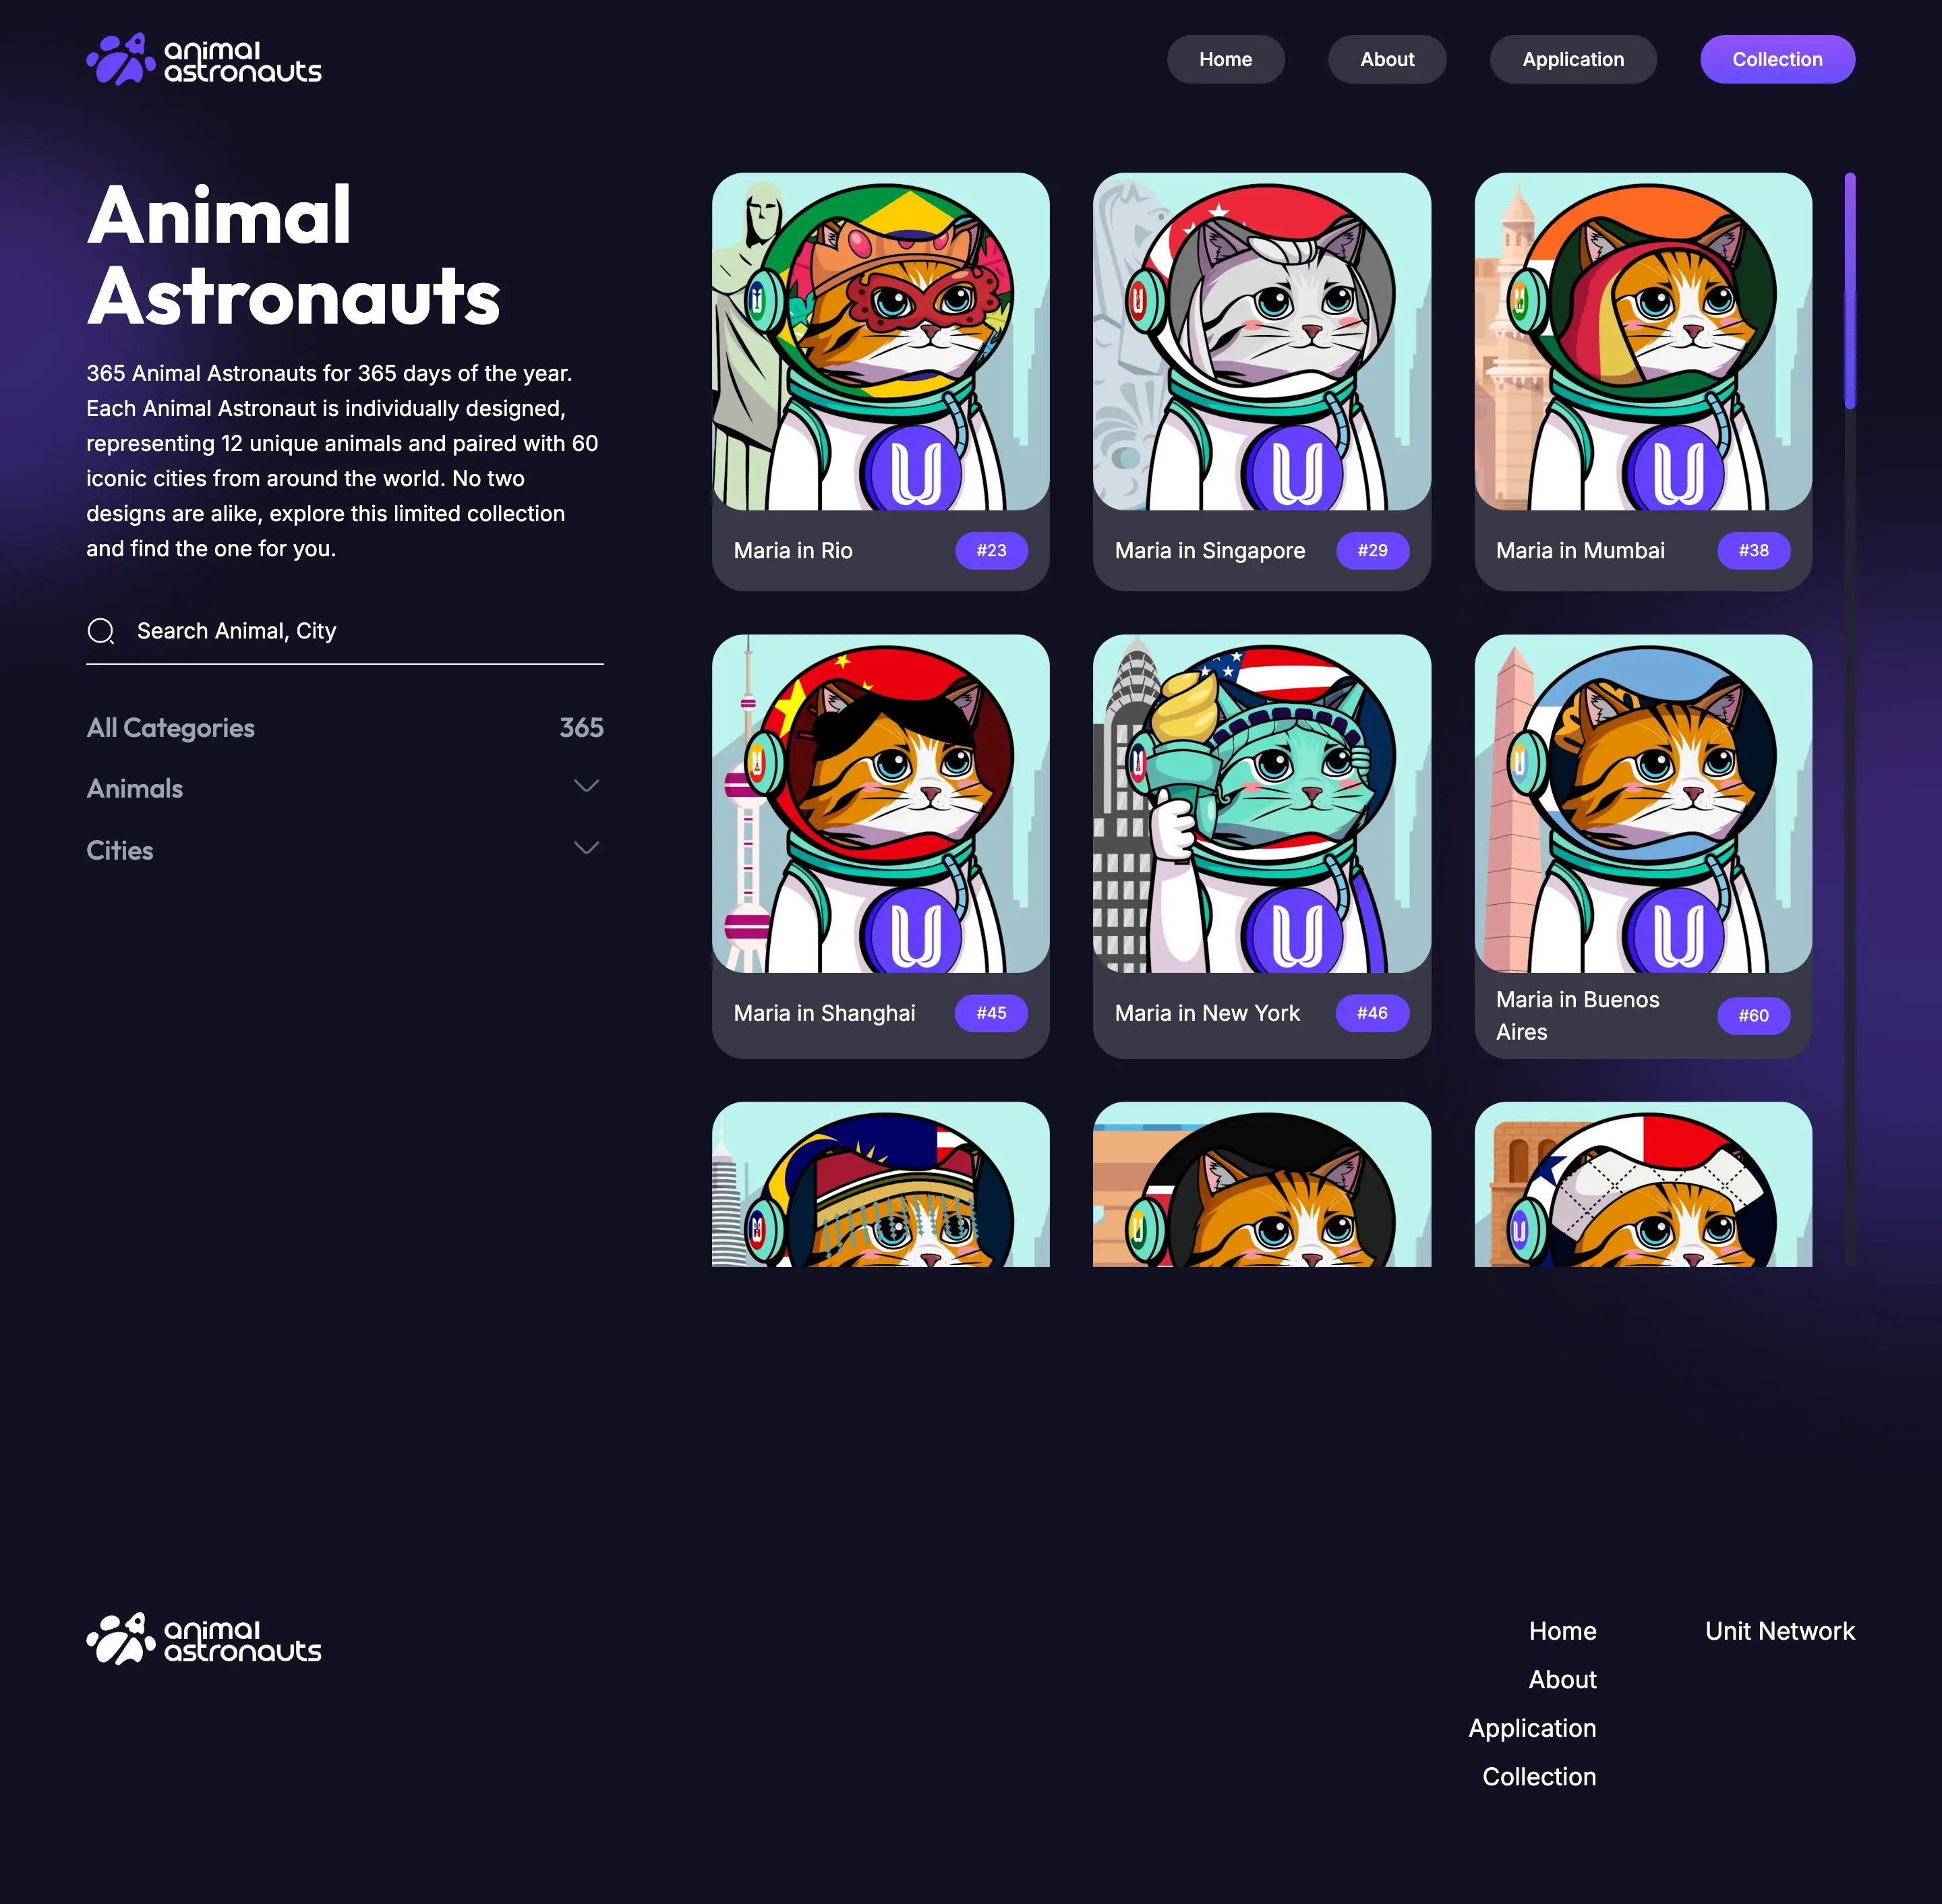 animal
astronauts
Home
About
Application
Collection
Animal
Astronauts
365 Animal Astronauts for 365 days of the year.
Each Animal Astronaut is individually designed,
representing 12 unique animals and paired with 60
iconic cities from around the world. No two
designs are alike, explore this limited collection
and find the one for you.
Search Animal, City
All Categories 365
Animals
Cities
Maria in Rio #23
Maria in Singapore #29
Maria in Mumbai #38
Maria in Shanghai #45
Maria in New York #46
Maria in Buenos
Aires #60
animal
astronauts
Home
About
Application
Collection
Unit Network